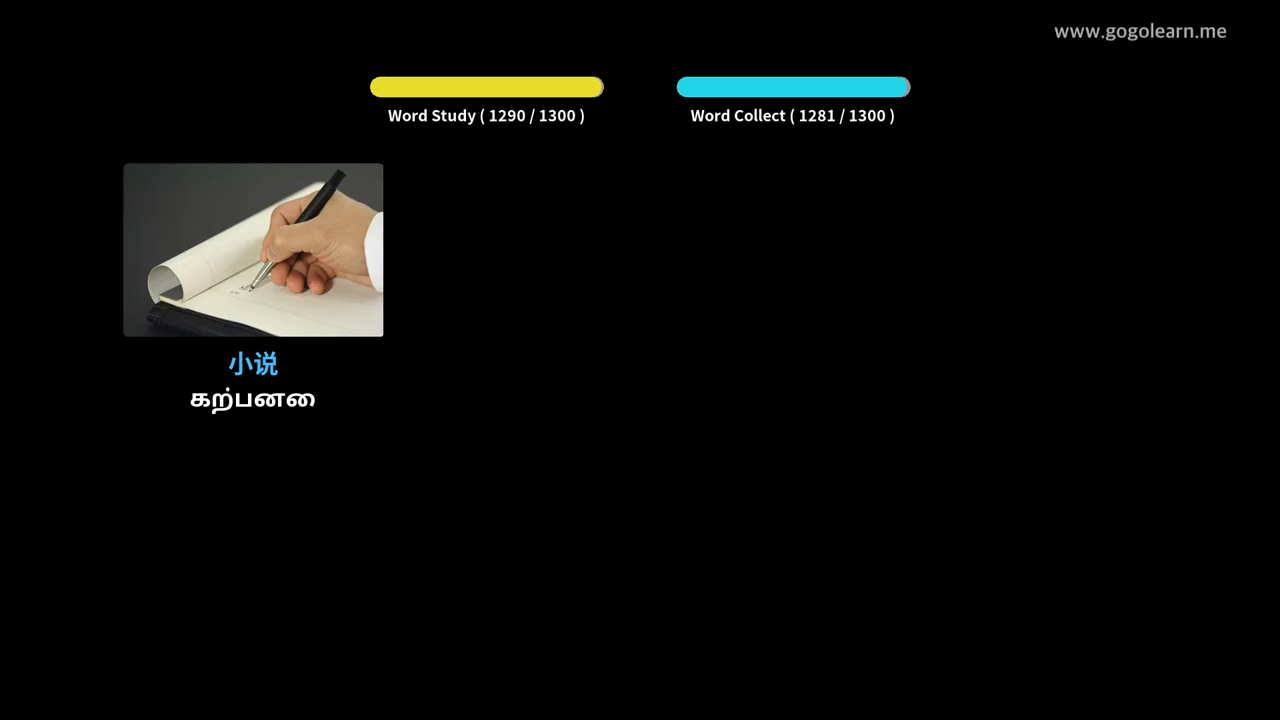 www.gogolearn.me
Word Study ( 1290 / 1300 )
Word Collect ( 1281 / 1300 )
小说
கற்பனை